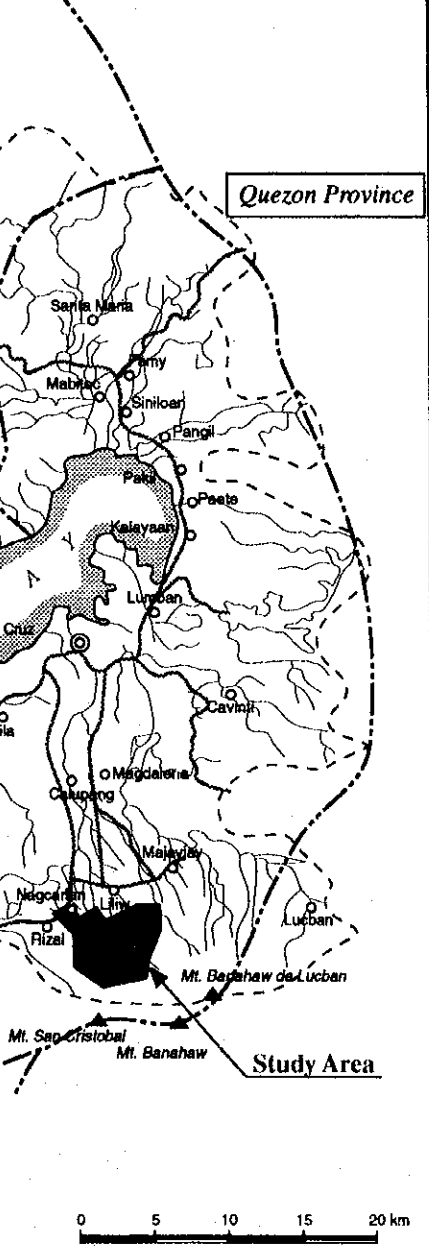 Quezon Province
Santa Maria
Famy
Mabitac
Siniloan
Pangil
Pakil
Paete
Kalayaan
A Y
Lumban
Cruz
Cavinti
ila
Magdalena
Calupang
Majayjay
Nagcarlan
Liliw
Rizal
Lucban
Mt. Banahaw de Lucban
Mt. San Cristobal
Mt. Banahaw
Study Area
0 5 10 15 20 km